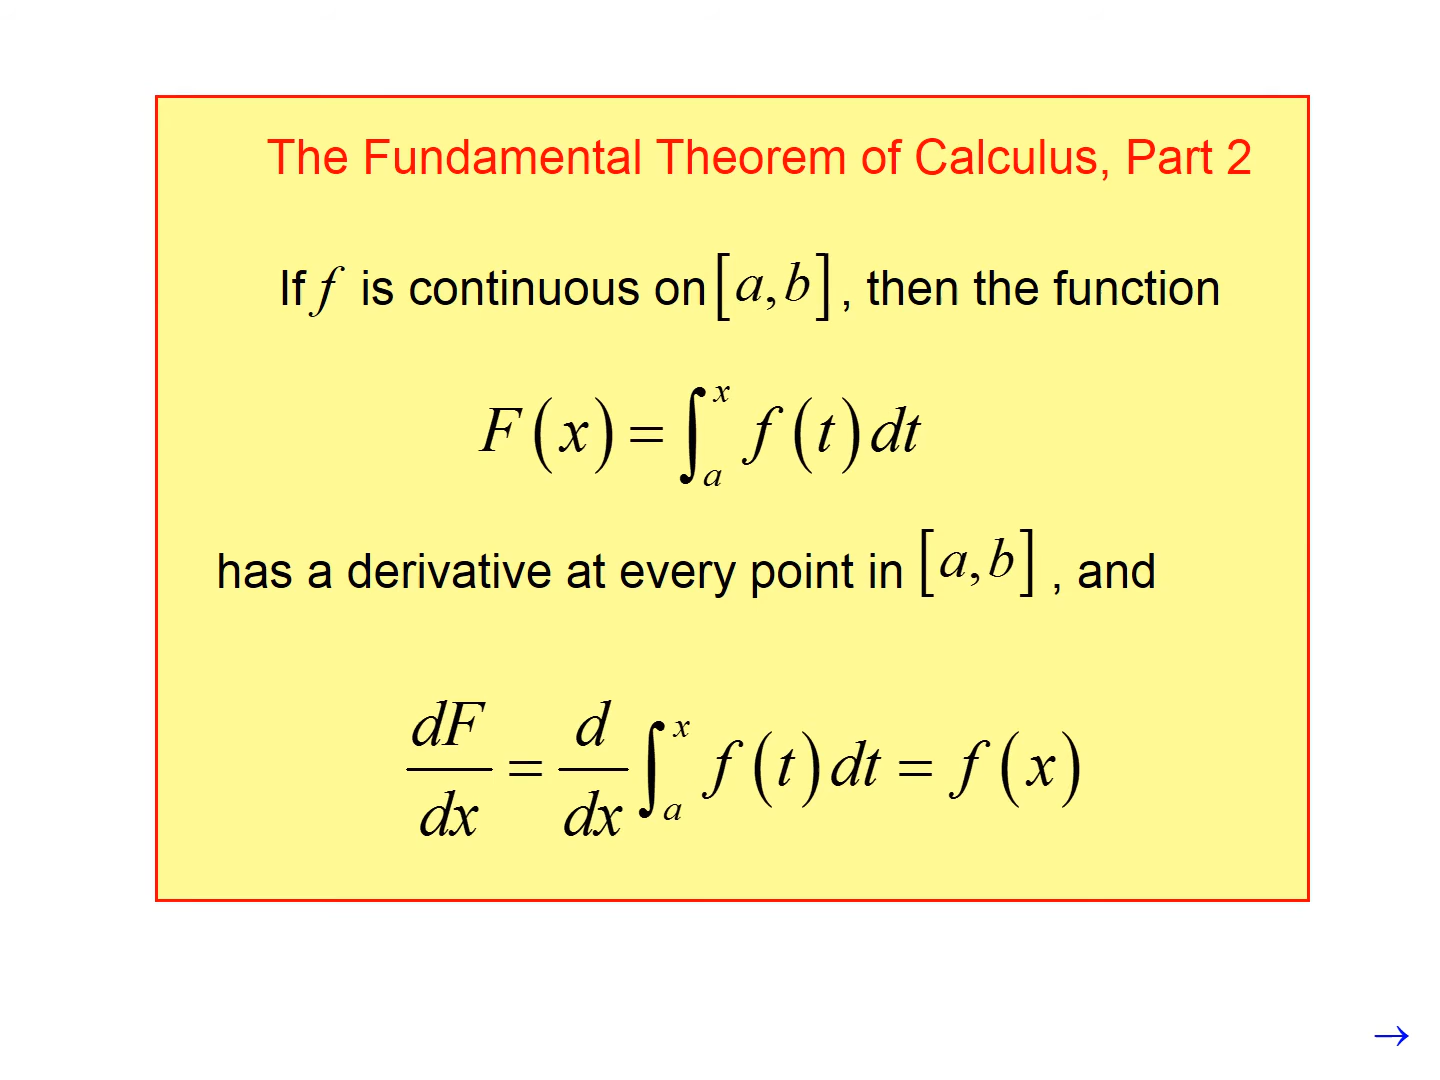 The Fundamental Theorem of Calculus, Part 2
If f is continuous on [a, b] , then the function
F(x) = ∫ₐˣ f(t) dt
has a derivative at every point in [a, b] , and
dF/dx = d/dx ∫ₐˣ f(t) dt = f(x)
→